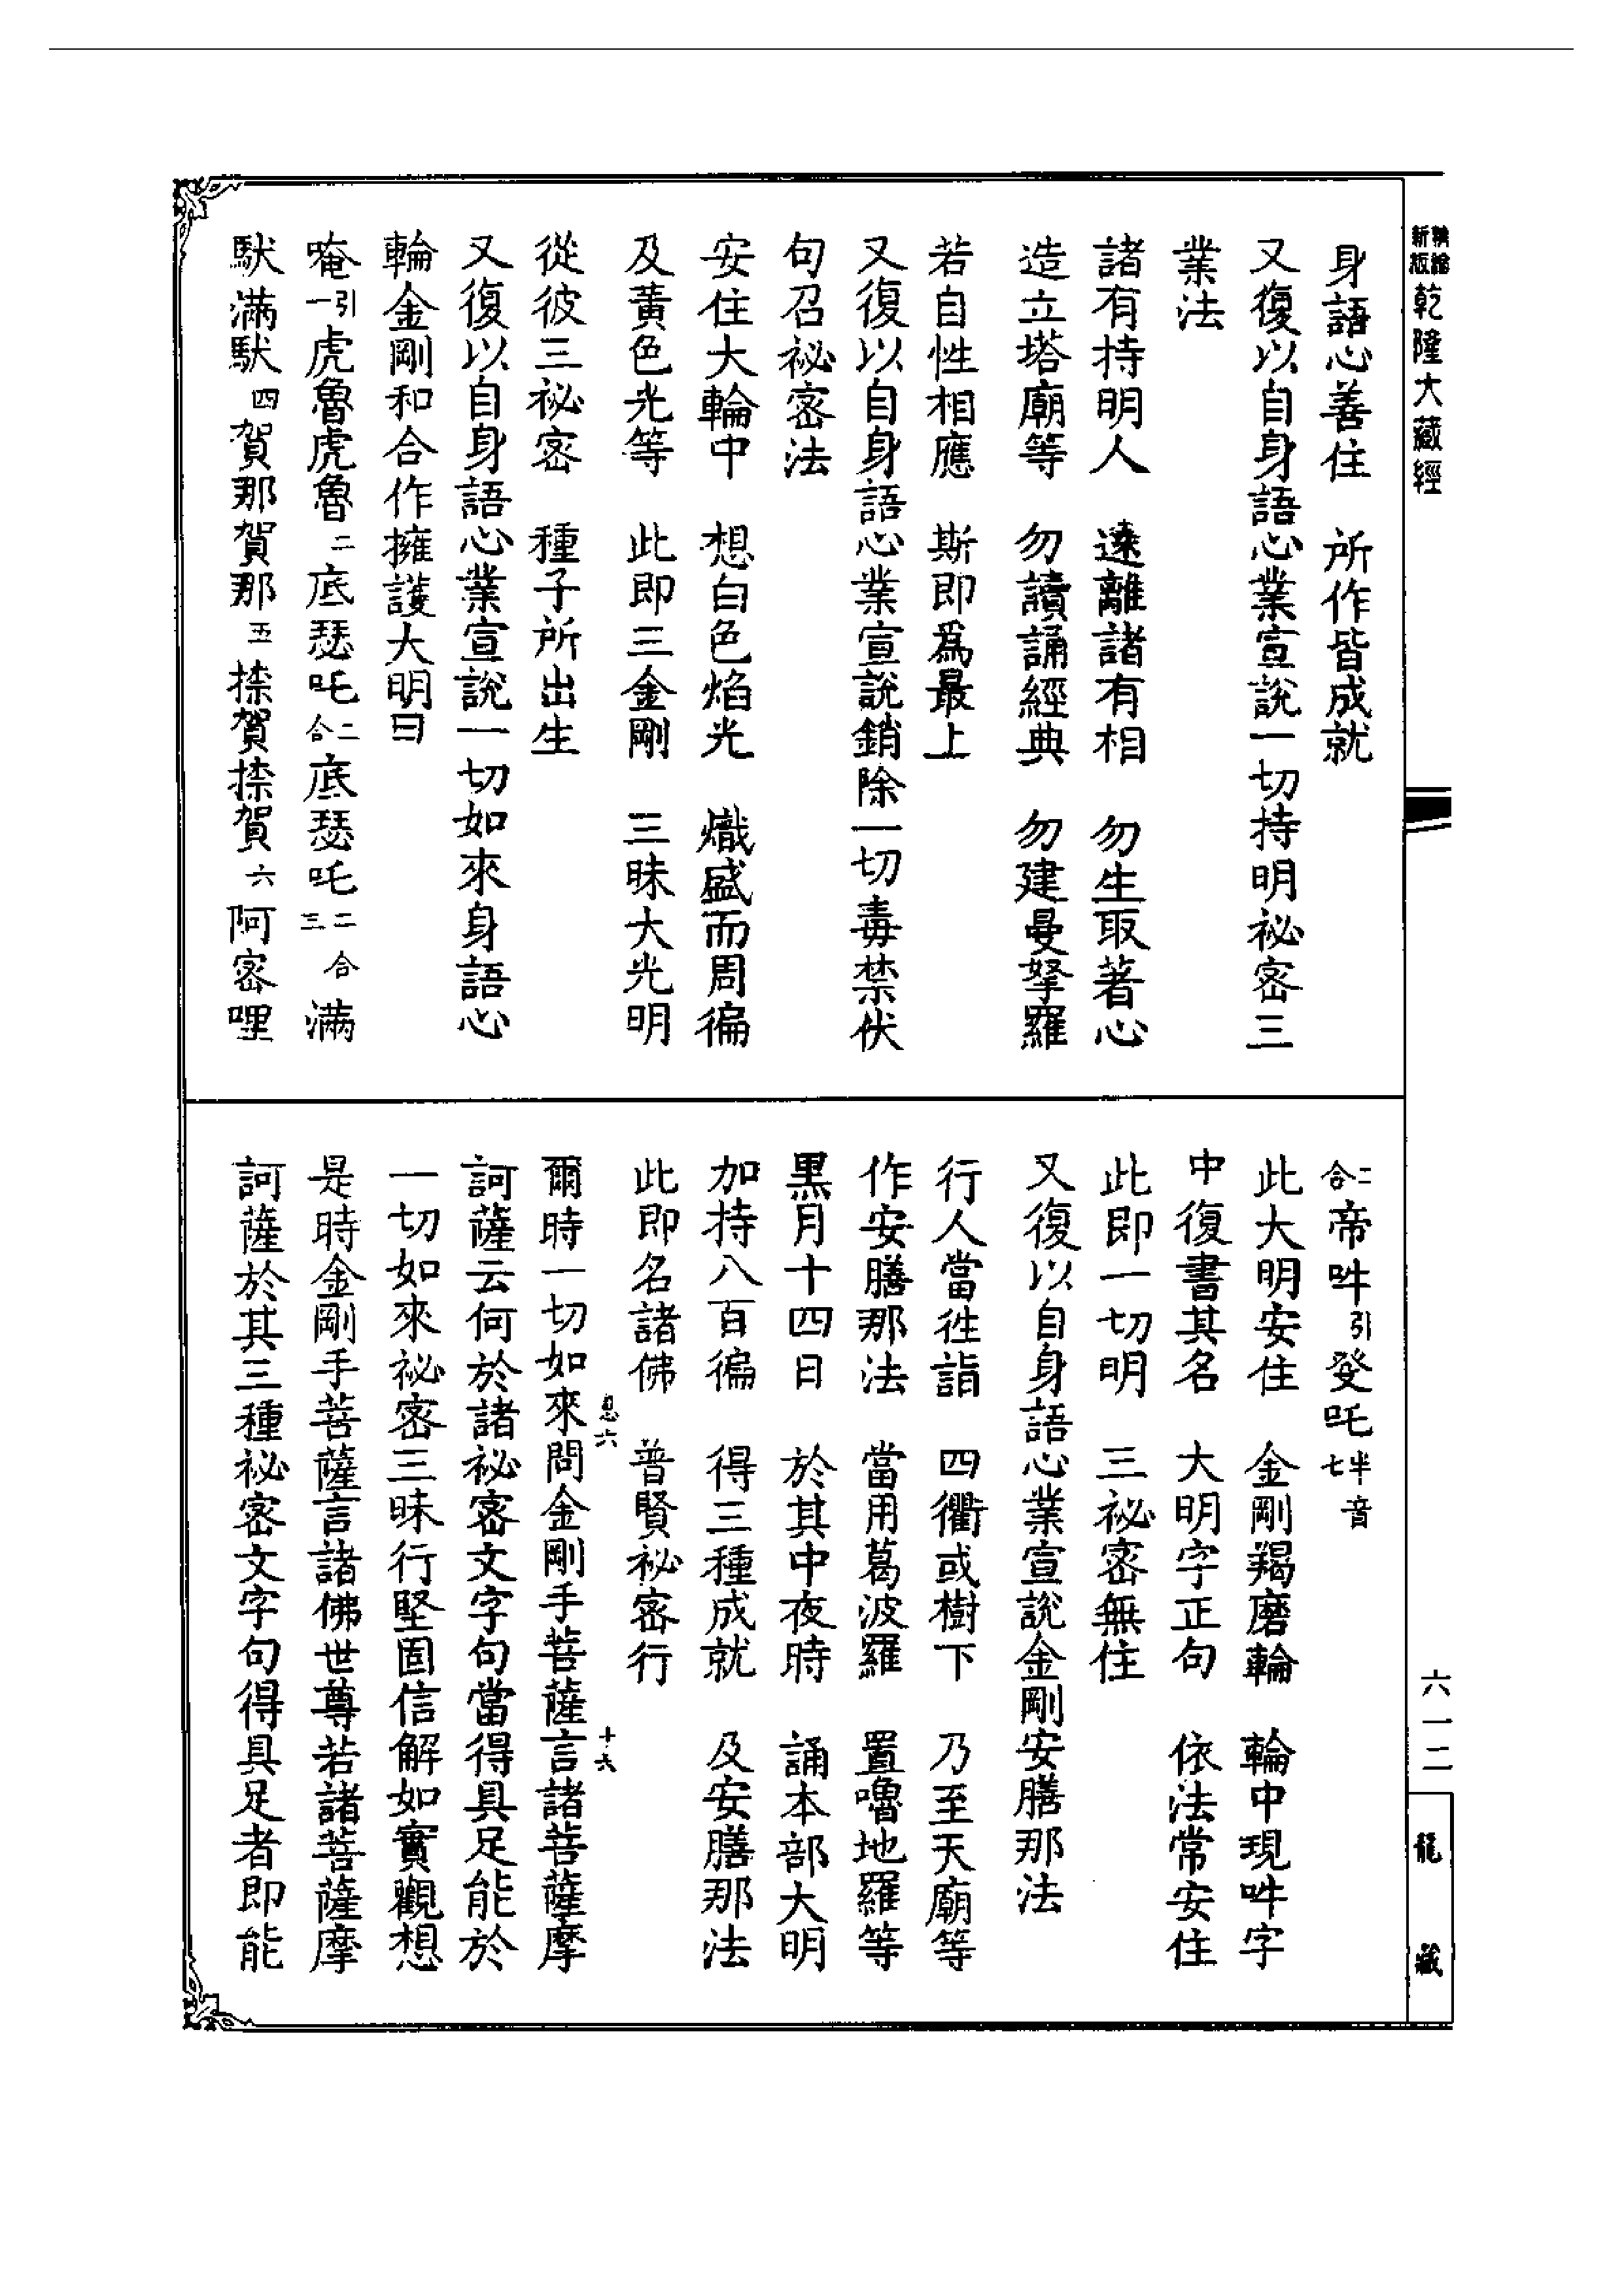 精縮新版乾隆大藏經
身語心善住　所作皆成就
又復以自身語心業宣說一切持明祕密三
業法
諸有持明人　遠離諸有相　勿生取著心
造立塔廟等　勿讀誦經典　勿建曼拏羅
若自性相應　斯即爲最上
又復以自身語心業宣說銷除一切毒禁伏
句召祕密法
安住大輪中　想白色焰光　熾盛而周徧
及黃色光等　此即三金剛　三昧大光明
從彼三祕密　種子所出生
又復以自身語心業宣說一切如來身語心
輪金剛和合作擁護大明曰
唵引一虎魯虎魯二底瑟吒二合底瑟吒二合三滿
馱滿馱四賀那賀那五捺賀捺賀六阿密哩
二合帝吽引發吒半音七
此大明安住　金剛羯磨輪　輪中現吽字
中復書其名　大明字正句　依法常安住
此即一切明　三祕密無住
又復以自身語心業宣說金剛安膳那法
行人當徃詣　四衢或樹下　乃至天廟等
作安膳那法　當用葛波羅　置嚕地羅等
黑月十四日　於其中夜時　誦本部大明
加持八百徧　得三種成就　及安膳那法
此即名諸佛　普賢祕密行
爾時一切如來問金剛手菩薩言諸菩薩摩
訶薩云何於諸祕密文字句當得具足能於
一切如來祕密三昧行堅固信解如實觀想
是時金剛手菩薩言諸佛世尊若諸菩薩摩
訶薩於其三種祕密文字句得具足者即能
六一二
龍藏